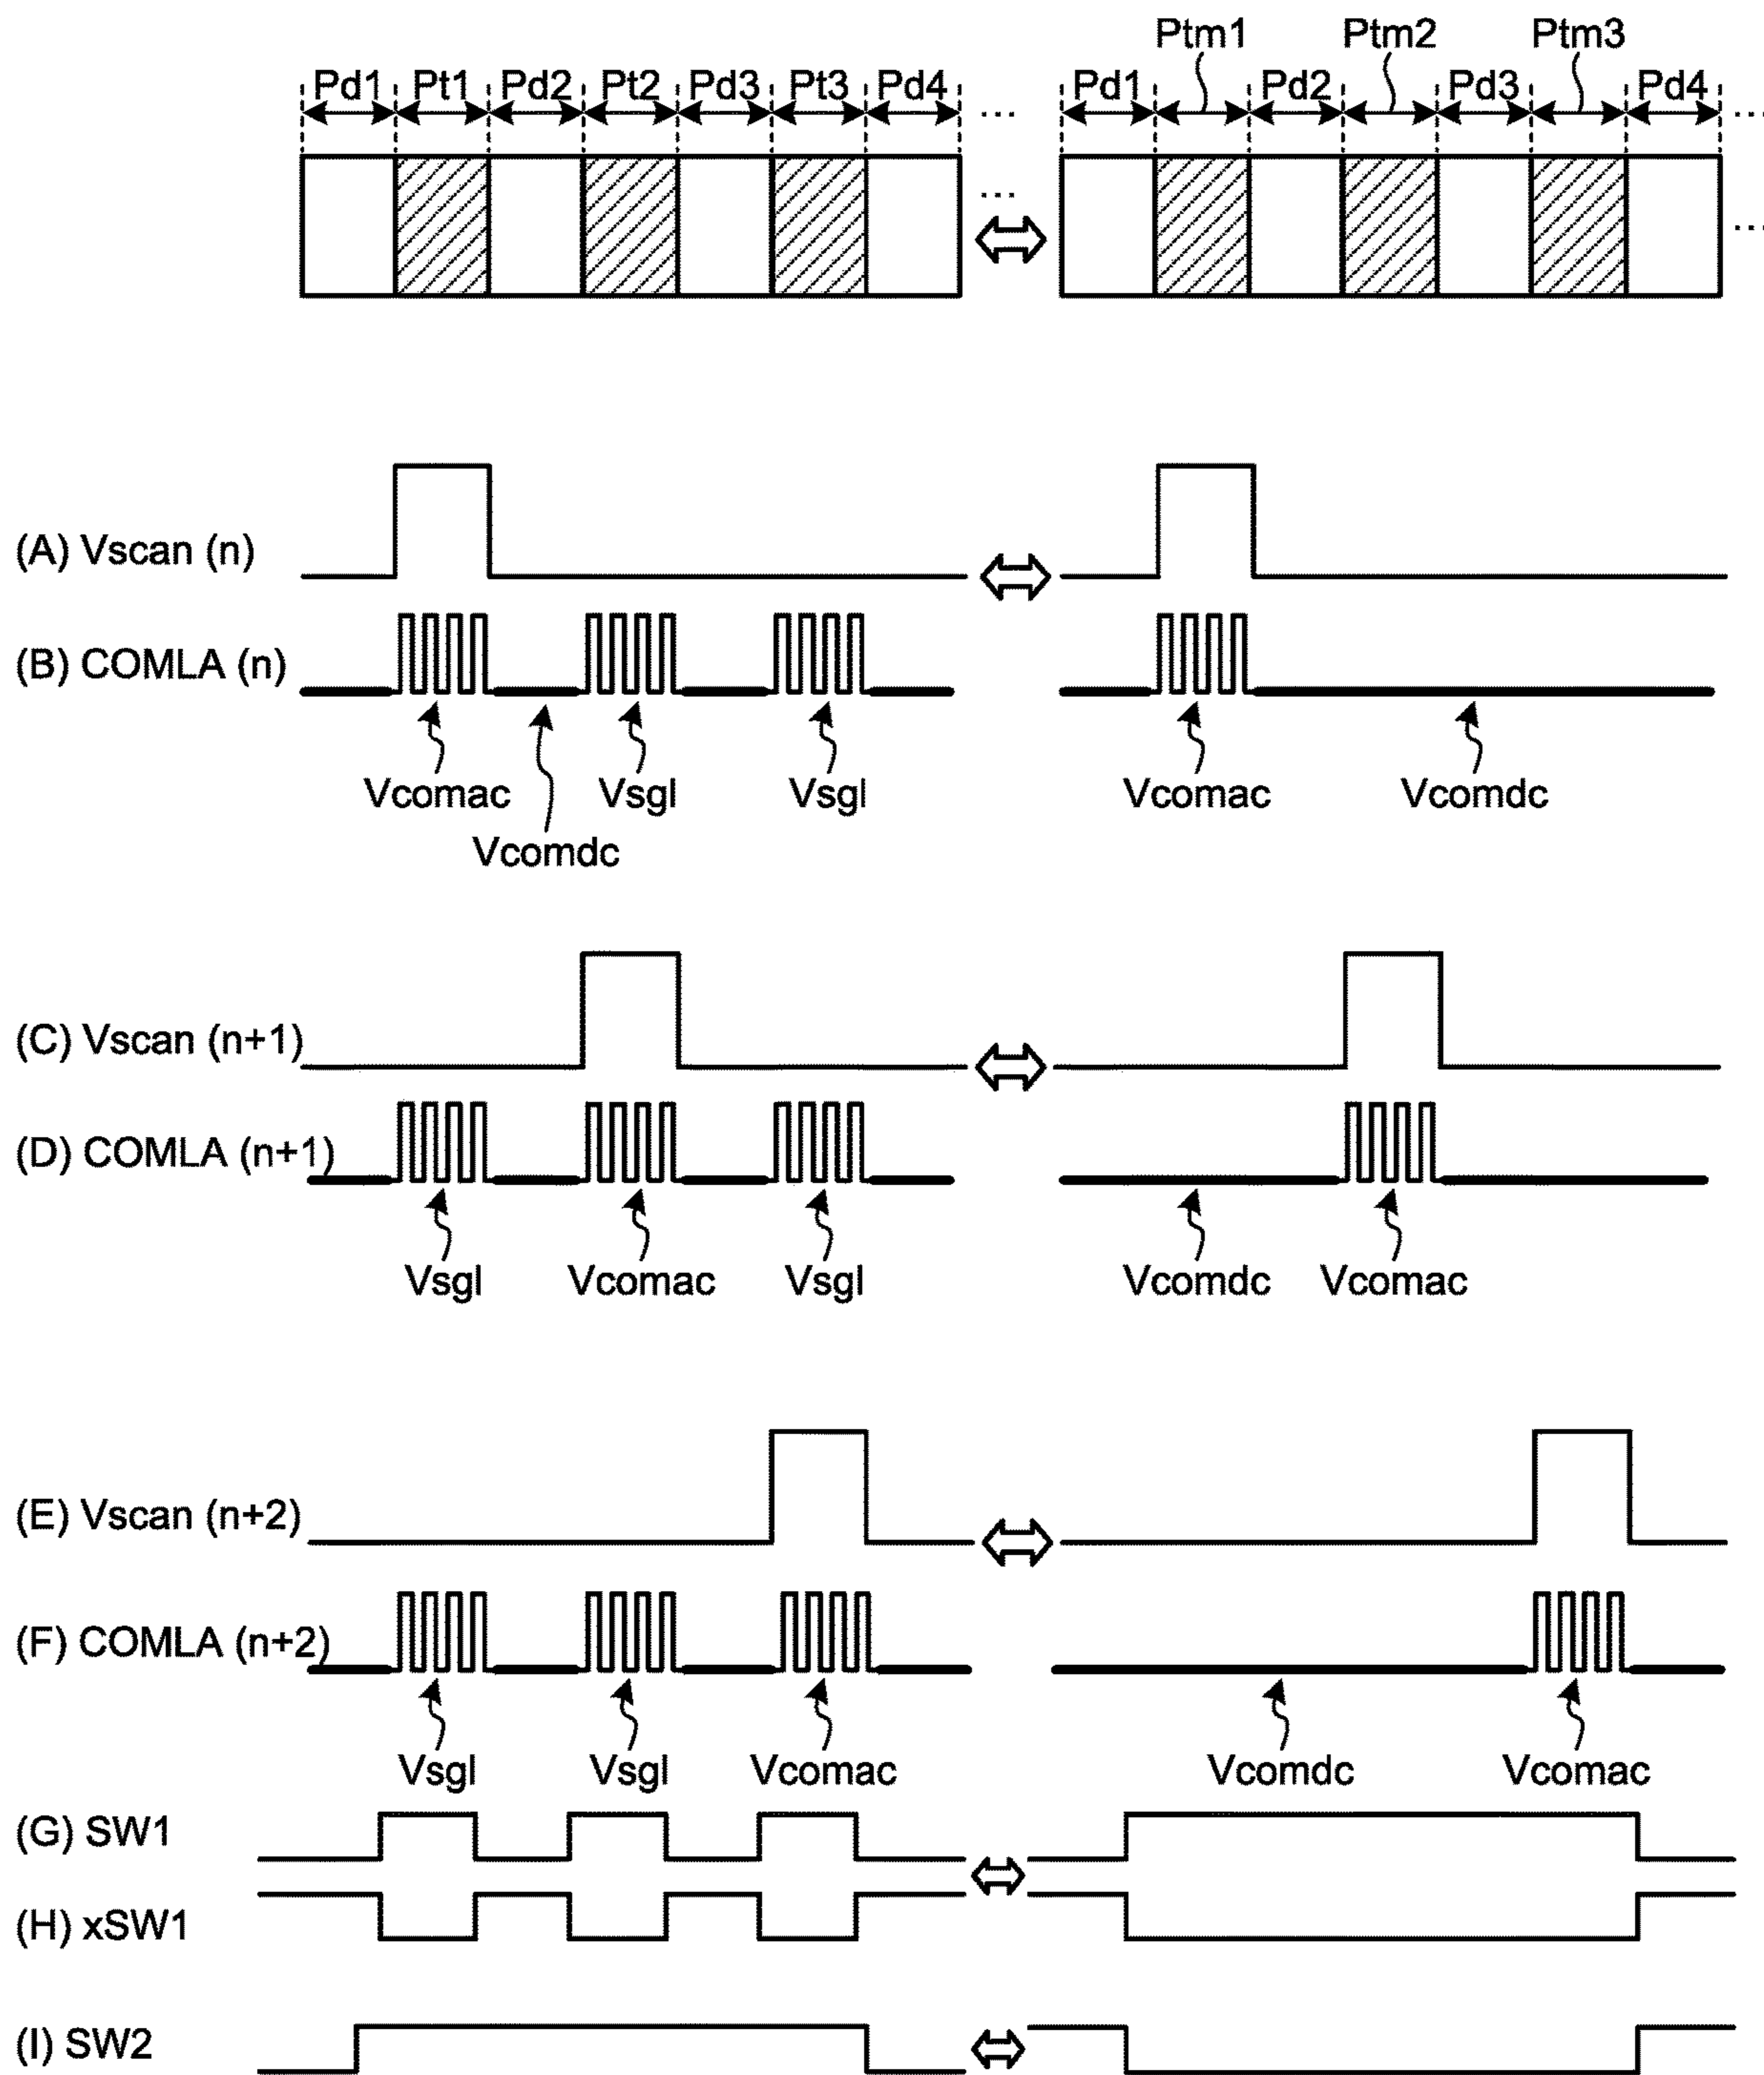 Ptm1 Ptm2 Ptm3
Pd1 Pt1 Pd2 Pt2 Pd3 Pt3 Pd4 ... Pd1 Pd2 Pd3 Pd4 ...
... ...
(A) Vscan (n)
(B) COMLA (n)
Vcomac Vsgl Vsgl Vcomac Vcomdc
Vcomdc
(C) Vscan (n+1)
(D) COMLA (n+1)
Vsgl Vcomac Vsgl Vcomdc Vcomac
(E) Vscan (n+2)
(F) COMLA (n+2)
Vsgl Vsgl Vcomac Vcomdc Vcomac
(G) SW1
(H) xSW1
(I) SW2